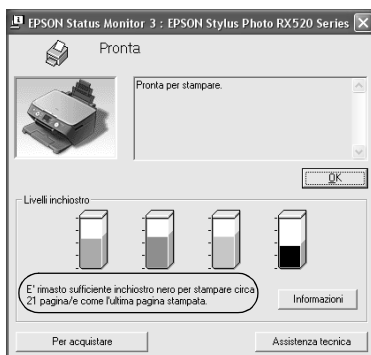 EPSON Status Monitor 3 : EPSON Stylus Photo RX520 Series
Pronta
Pronta per stampare.
OK
Livelli inchiostro
E' rimasto sufficiente inchiostro nero per stampare circa
21 pagina/e come l'ultima pagina stampata.
Informazioni
Per acquistare
Assistenza tecnica